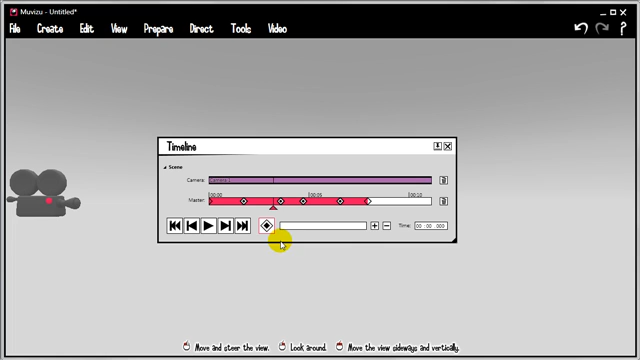 Muvizu - Untitled*
File Create Edit View Prepare Direct Tools Video ?
Timeline
Scene
Camera: Camera 1
00:00 00:05 00:10
Master:
Time: 00 : 00 . 000
Move and steer the view. Look around. Move the view sideways and vertically.